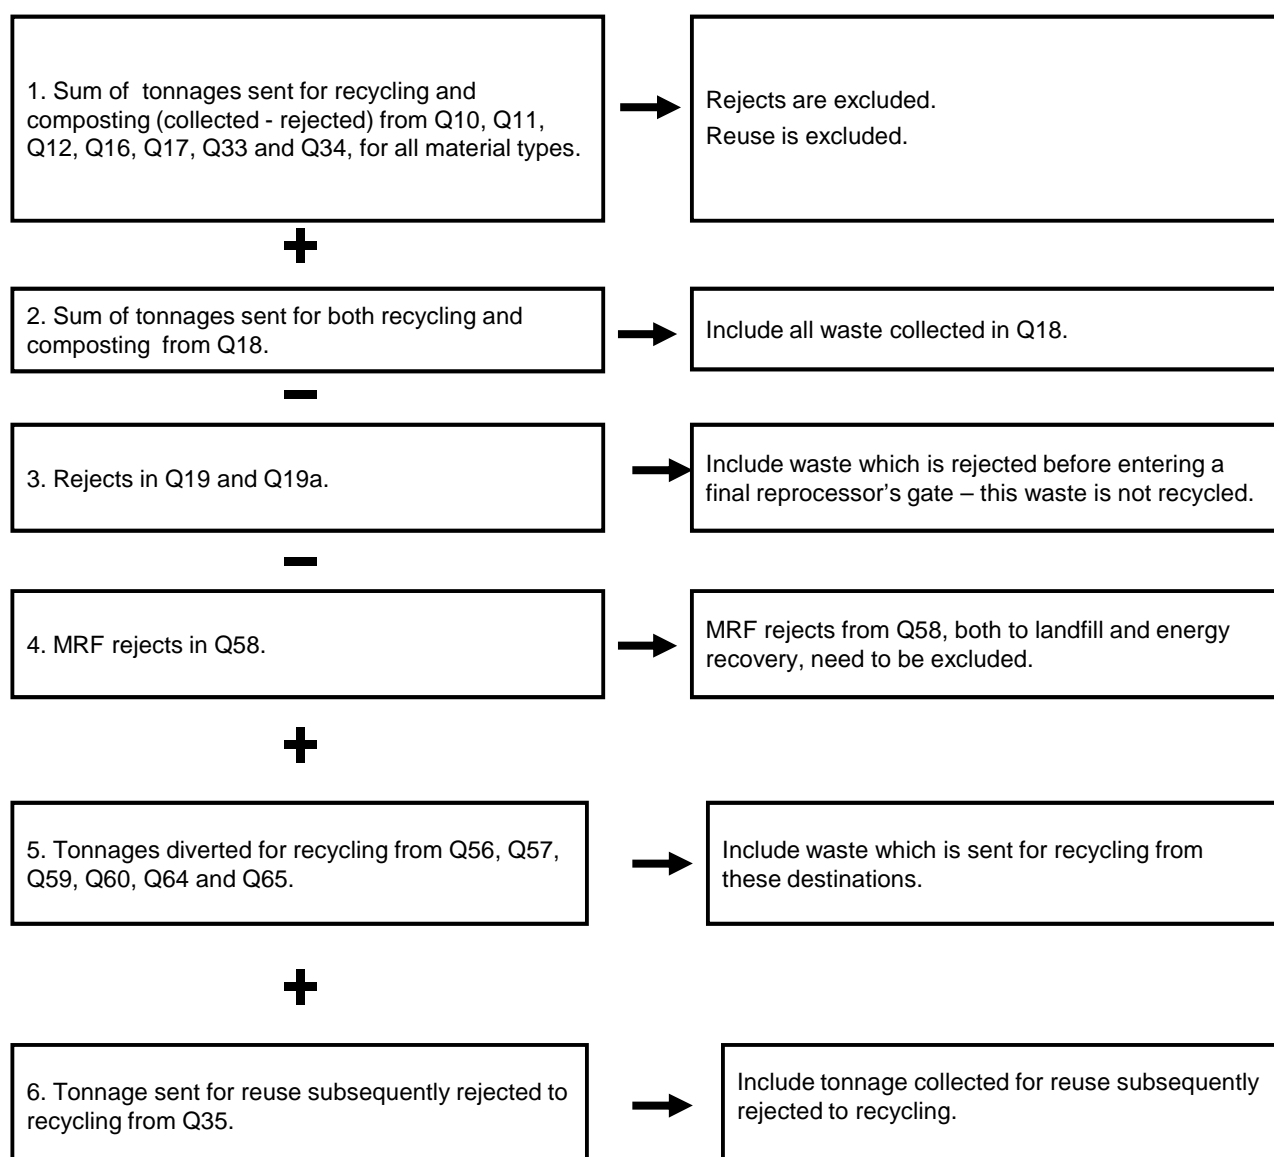 1. Sum of tonnages sent for recycling and
composting (collected - rejected) from Q10, Q11,
Q12, Q16, Q17, Q33 and Q34, for all material types.
Rejects are excluded.
Reuse is excluded.
+
2. Sum of tonnages sent for both recycling and
composting from Q18.
Include all waste collected in Q18.
–
3. Rejects in Q19 and Q19a.
Include waste which is rejected before entering a
final reprocessor’s gate – this waste is not recycled.
–
4. MRF rejects in Q58.
MRF rejects from Q58, both to landfill and energy
recovery, need to be excluded.
+
5. Tonnages diverted for recycling from Q56, Q57,
Q59, Q60, Q64 and Q65.
Include waste which is sent for recycling from
these destinations.
+
6. Tonnage sent for reuse subsequently rejected to
recycling from Q35.
Include tonnage collected for reuse subsequently
rejected to recycling.